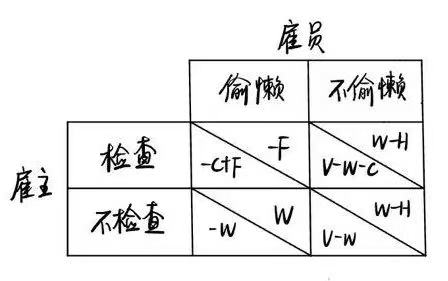 雇员
偷懒 不偷懒
雇主 检查 -C+F -F V-W-C W-H
不检查 -W W V-W W-H